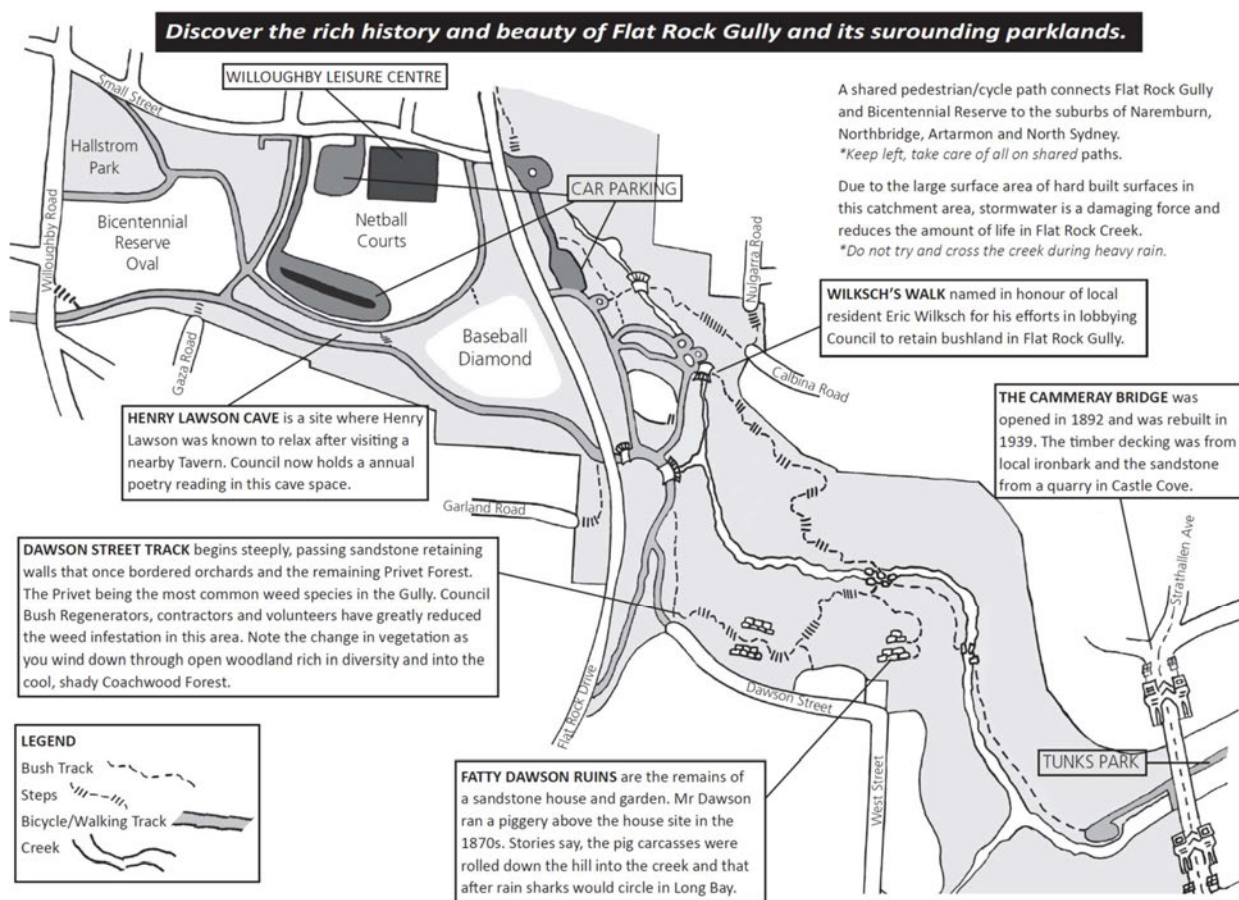 Discover the rich history and beauty of Flat Rock Gully and its surounding parklands.
WILLOUGHBY LEISURE CENTRE
Small Street
Hallstrom
Park
Willoughby Road
Bicentennial
Reserve
Oval
Netball
Courts
CAR PARKING
A shared pedestrian/cycle path connects Flat Rock Gully
and Bicentennial Reserve to the suburbs of Naremburn,
Northbridge, Artarmon and North Sydney.
*Keep left, take care of all on shared paths.
Due to the large surface area of hard built surfaces in
this catchment area, stormwater is a damaging force and
reduces the amount of life in Flat Rock Creek.
*Do not try and cross the creek during heavy rain.
Nulgarra Road
WILKSCH'S WALK named in honour of local
resident Eric Wilksch for his efforts in lobbying
Council to retain bushland in Flat Rock Gully.
Gaza Road
Baseball
Diamond
Calbina Road
HENRY LAWSON CAVE is a site where Henry
Lawson was known to relax after visiting a
nearby Tavern. Council now holds a annual
poetry reading in this cave space.
THE CAMMERAY BRIDGE was
opened in 1892 and was rebuilt in
1939. The timber decking was from
local ironbark and the sandstone
from a quarry in Castle Cove.
Garland Road
Strathallen Ave
DAWSON STREET TRACK begins steeply, passing sandstone retaining
walls that once bordered orchards and the remaining Privet Forest.
The Privet being the most common weed species in the Gully. Council
Bush Regenerators, contractors and volunteers have greatly reduced
the weed infestation in this area. Note the change in vegetation as
you wind down through open woodland rich in diversity and into the
cool, shady Coachwood Forest.
Flat Rock Drive
Dawson Street
West Street
TUNKS PARK
LEGEND
Bush Track
Steps
Bicycle/Walking Track
Creek
FATTY DAWSON RUINS are the remains of
a sandstone house and garden. Mr Dawson
ran a piggery above the house site in the
1870s. Stories say, the pig carcasses were
rolled down the hill into the creek and that
after rain sharks would circle in Long Bay.